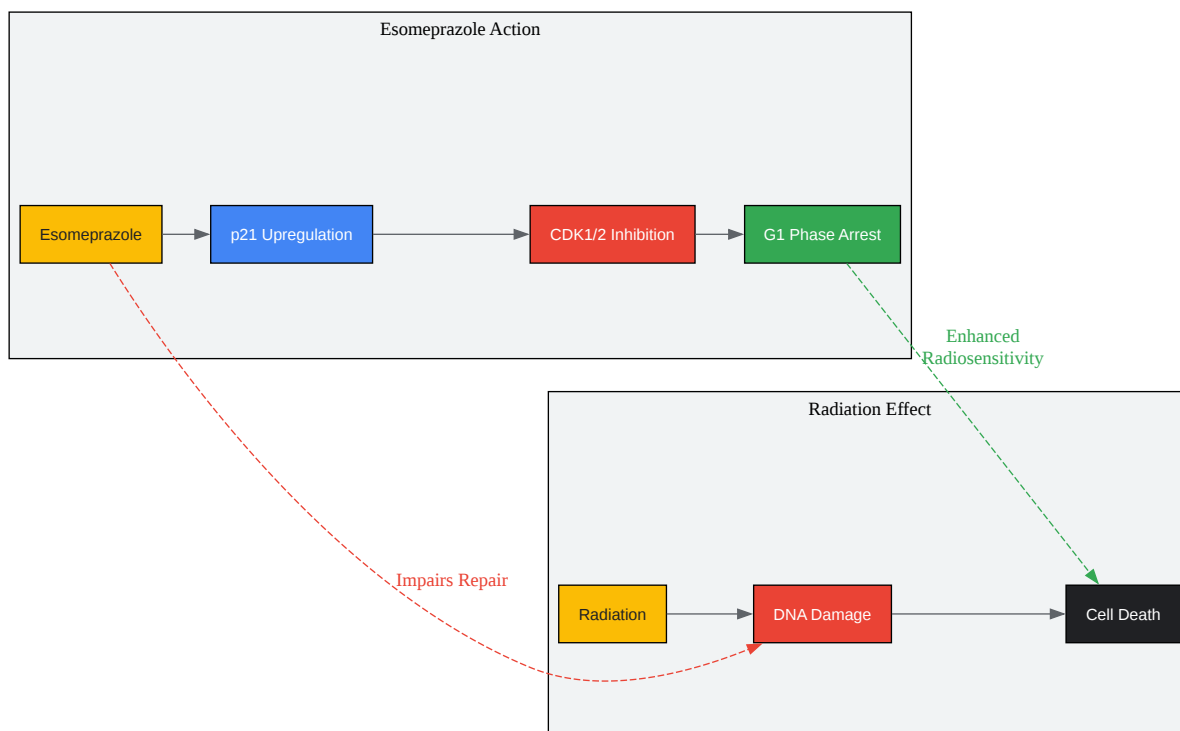 Esomeprazole Action
Esomeprazole
p21 Upregulation
CDK1/2 Inhibition
G1 Phase Arrest
Enhanced
Radiosensitivity
Radiation Effect
Impairs Repair
Radiation
DNA Damage
Cell Death